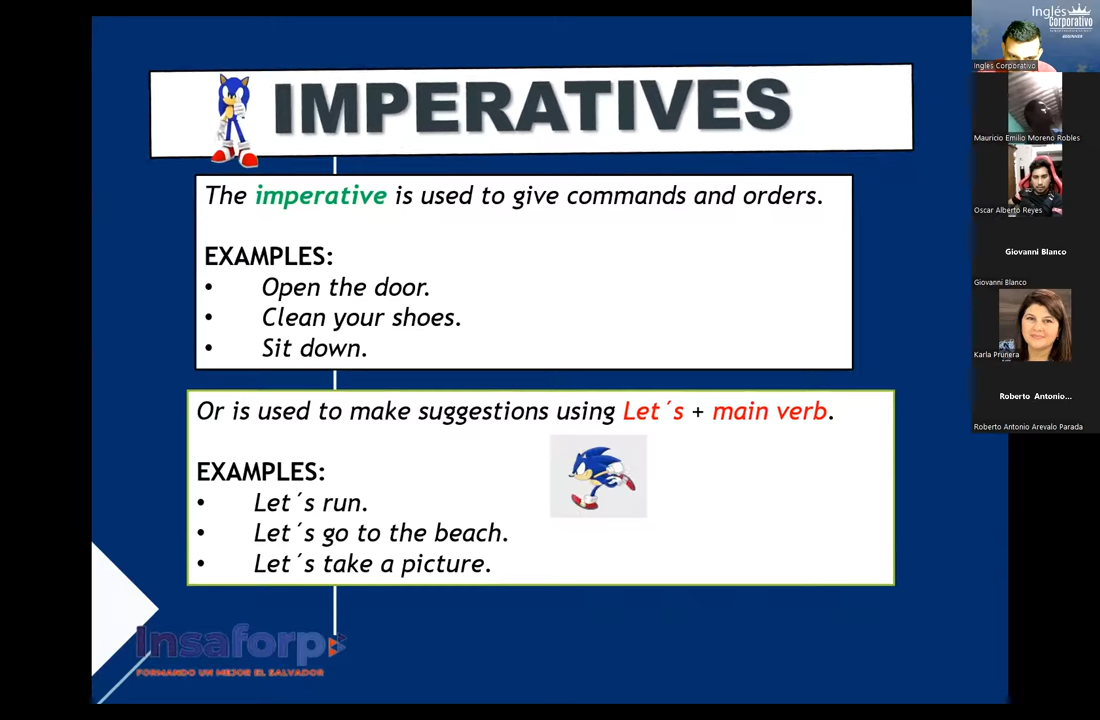 IMPERATIVES
The imperative is used to give commands and orders.
EXAMPLES:
• Open the door.
• Clean your shoes.
• Sit down.
Or is used to make suggestions using Let´s + main verb.
EXAMPLES:
• Let´s run.
• Let´s go to the beach.
• Let´s take a picture.
Insaforp
FORMANDO UN MEJOR EL SALVADOR
Inglés
Corporativo
BEGINNER
Inglés Corporativo
Mauricio Emilio Moreno Robles
Oscar Alberto Reyes
Giovanni Blanco
Giovanni Blanco
Karla Prunera
Roberto Antonio...
Roberto Antonio Arevalo Parada